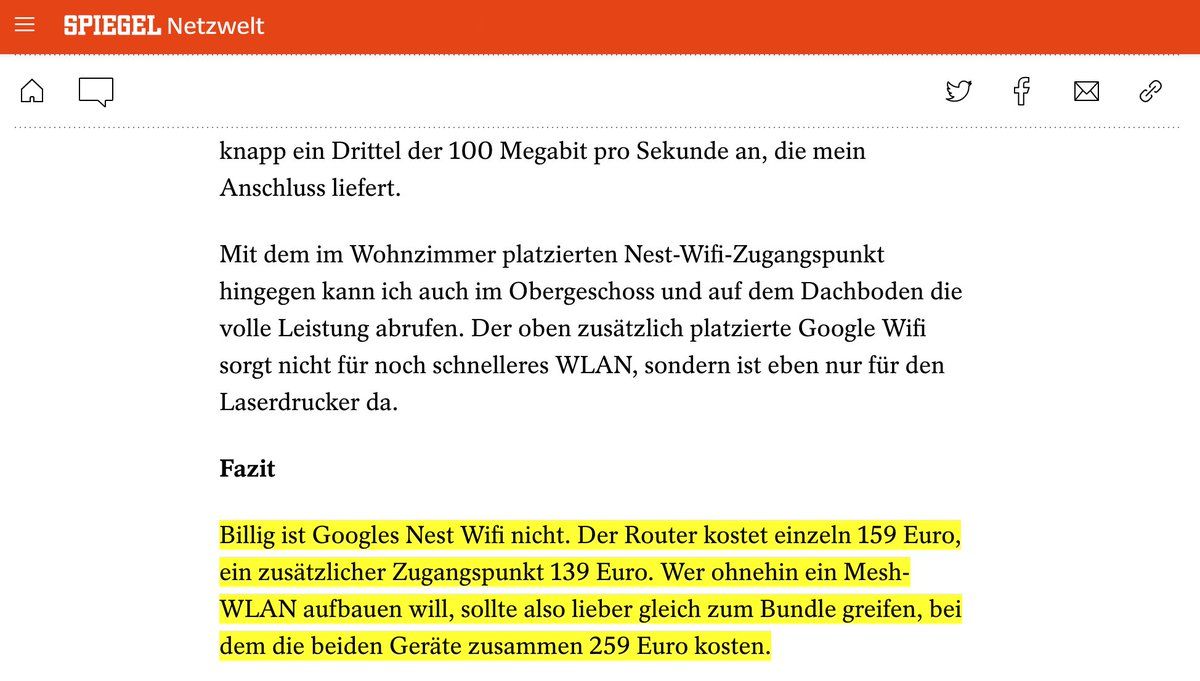 SPIEGEL Netzwelt
knapp ein Drittel der 100 Megabit pro Sekunde an, die mein
Anschluss liefert.
Mit dem im Wohnzimmer platzierten Nest-Wifi-Zugangspunkt
hingegen kann ich auch im Obergeschoss und auf dem Dachboden die
volle Leistung abrufen. Der oben zusätzlich platzierte Google Wifi
sorgt nicht für noch schnelleres WLAN, sondern ist eben nur für den
Laserdrucker da.
Fazit
Billig ist Googles Nest Wifi nicht. Der Router kostet einzeln 159 Euro,
ein zusätzlicher Zugangspunkt 139 Euro. Wer ohnehin ein Mesh-
WLAN aufbauen will, sollte also lieber gleich zum Bundle greifen, bei
dem die beiden Geräte zusammen 259 Euro kosten.